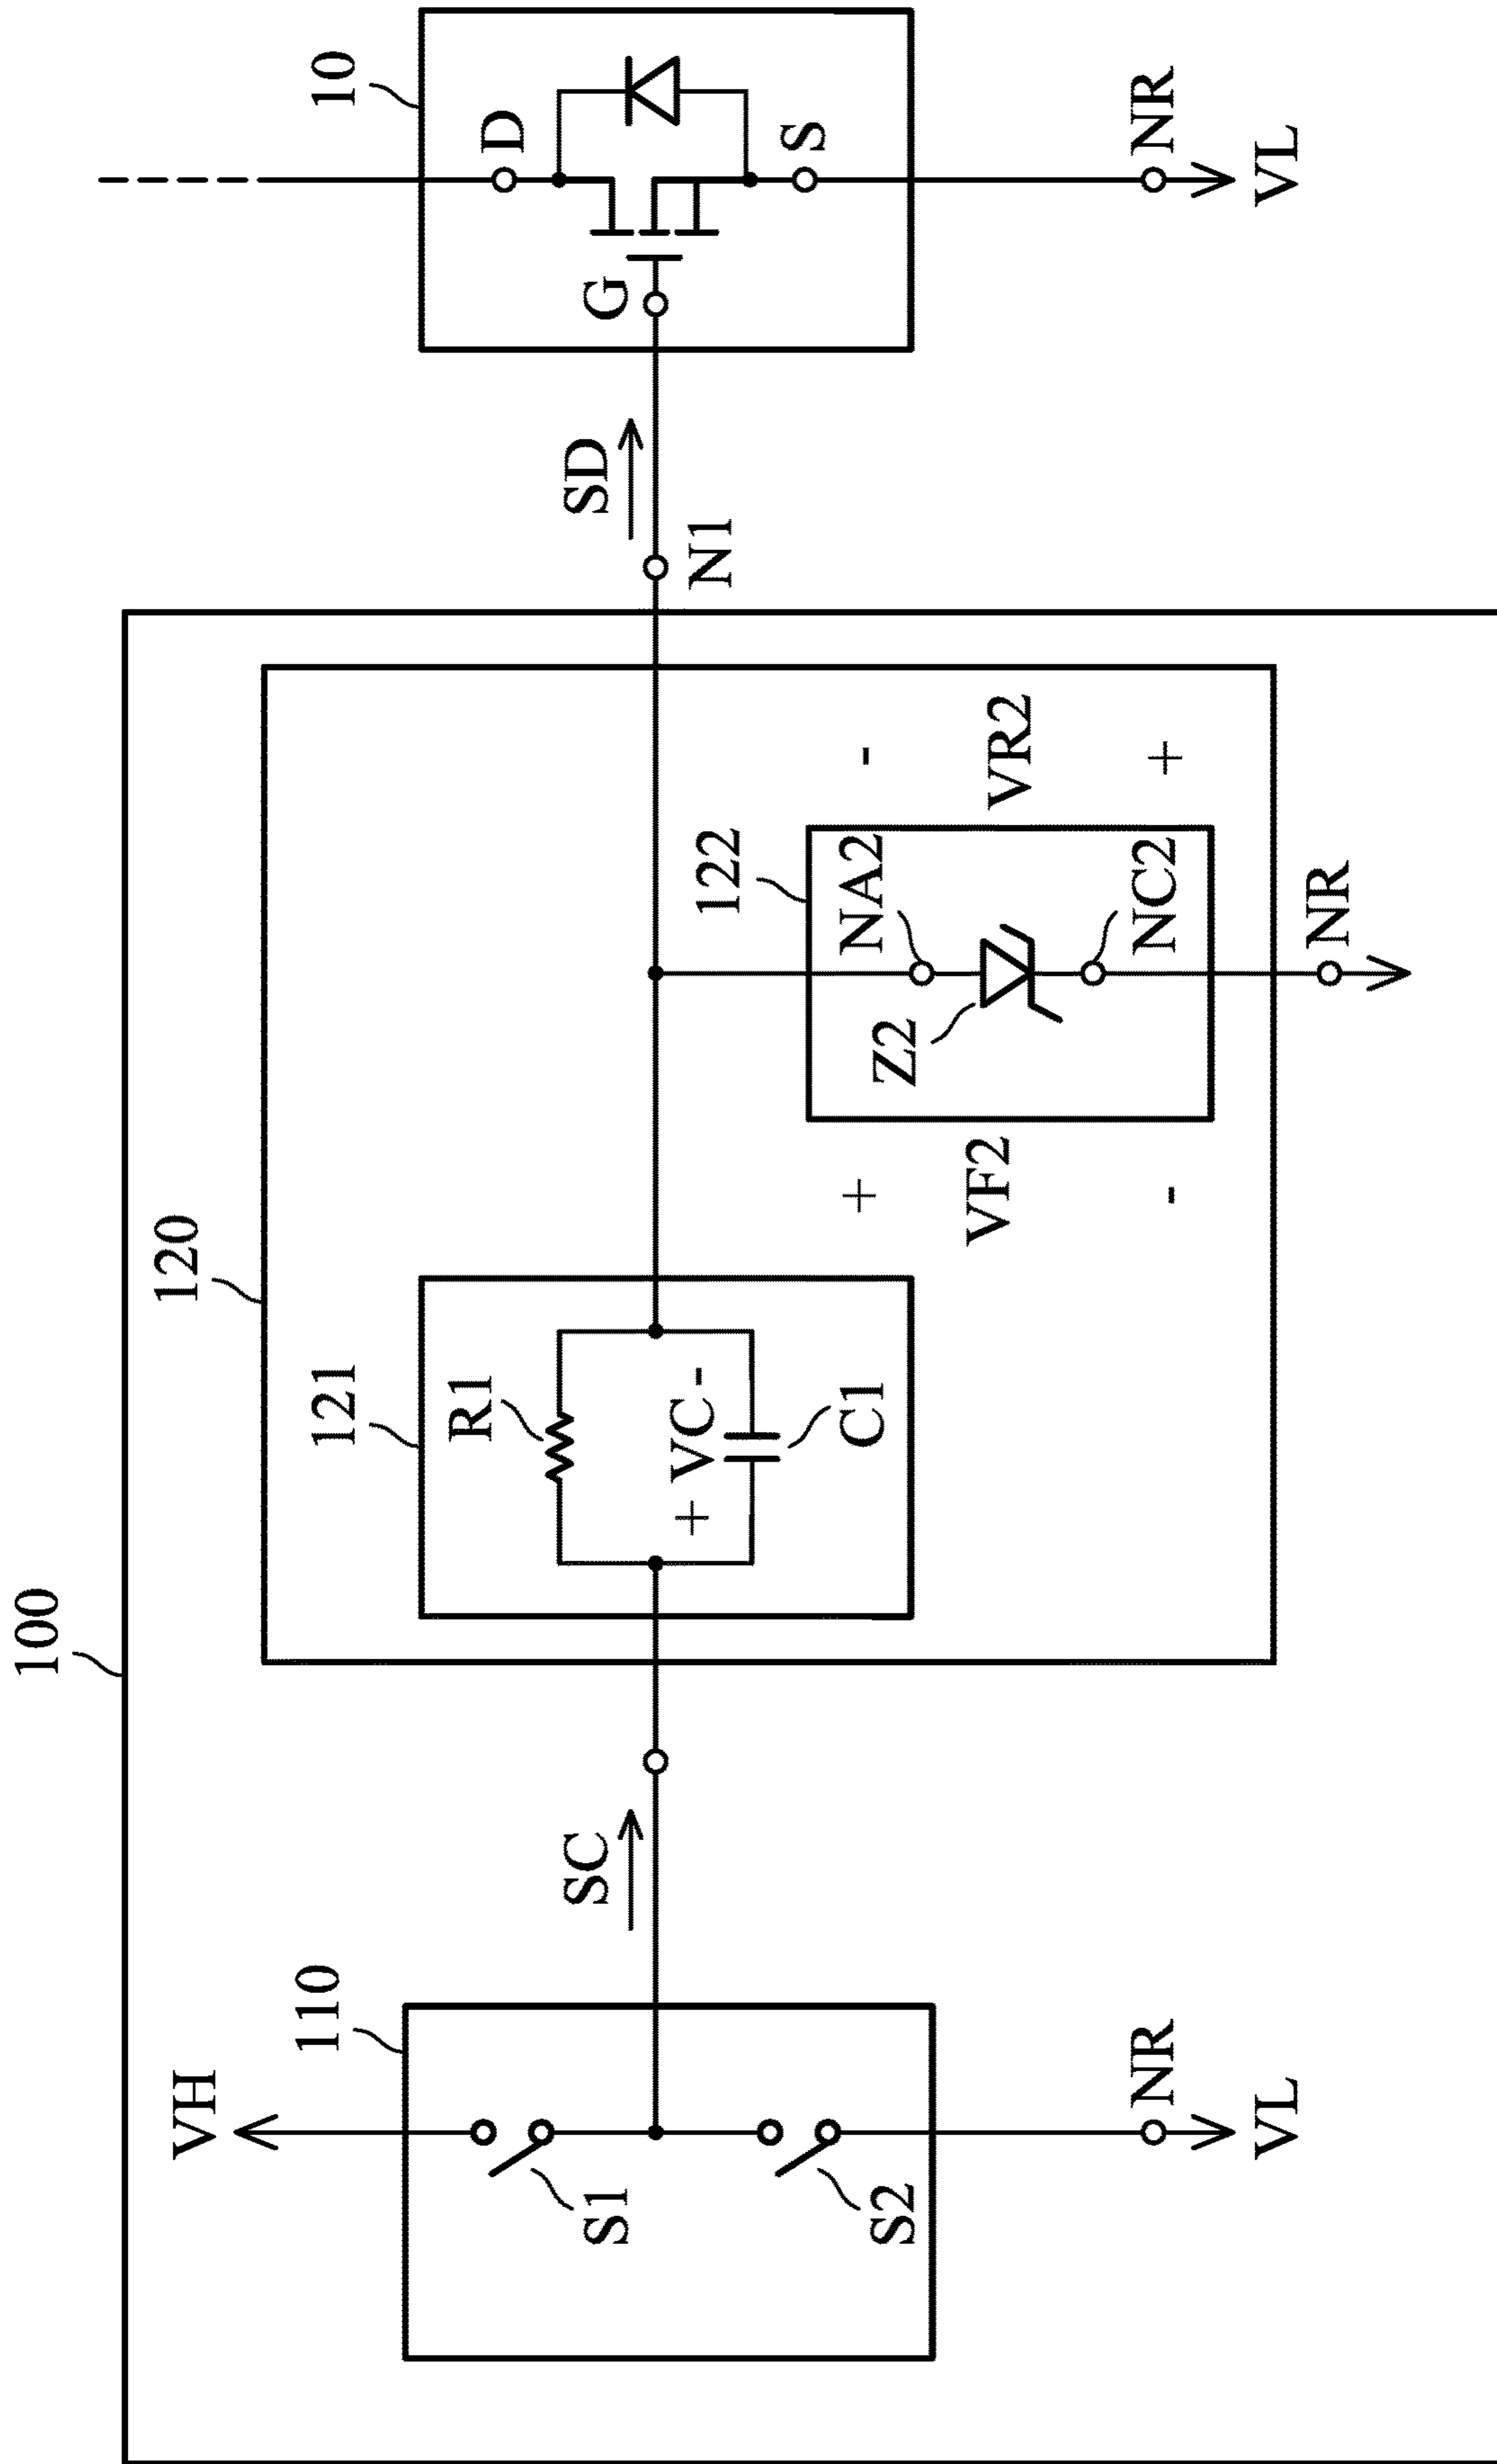 100
120
110
VH
S1
S2
NR
VL
SC
121
R1
+ VC -
C1
122
NA2
Z2
NC2
+
VF2
-
-
VR2
+
NR
N1
SD
10
D
G
S
NR
VL